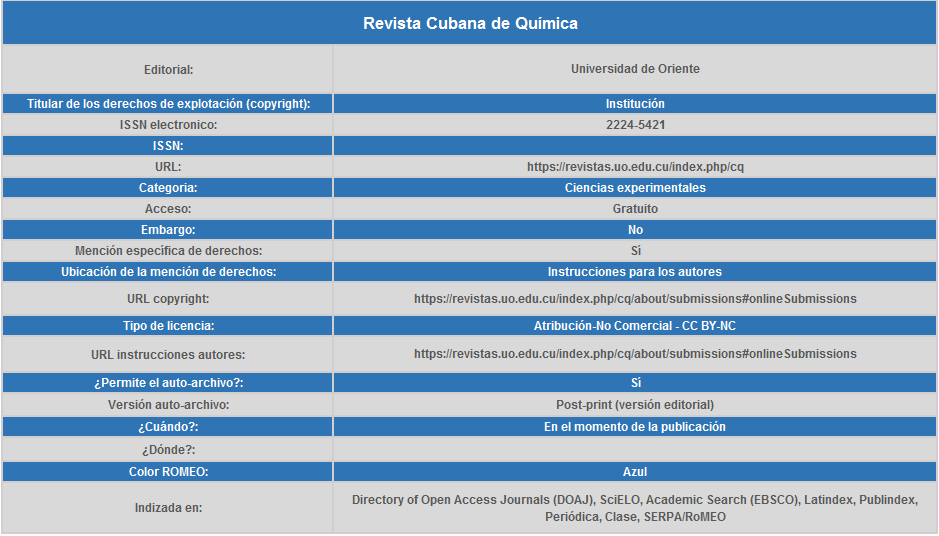 Revista Cubana de Química
Editorial: Universidad de Oriente
Titular de los derechos de explotación (copyright): Institución
ISSN electronico: 2224-5421
ISSN:
URL: https://revistas.uo.edu.cu/index.php/cq
Categoria: Ciencias experimentales
Acceso: Gratuito
Embargo: No
Mención especifica de derechos: Sì
Ubicación de la mención de derechos: Instrucciones para los autores
URL copyright: https://revistas.uo.edu.cu/index.php/cq/about/submissions#onlineSubmissions
Tipo de licencia: Atribución-No Comercial - CC BY-NC
URL instrucciones autores: https://revistas.uo.edu.cu/index.php/cq/about/submissions#onlineSubmissions
¿Permite el auto-archivo?: Sì
Versión auto-archivo: Post-print (versión editorial)
¿Cuándo?: En el momento de la publicación
¿Dónde?:
Color ROMEO: Azul
Indizada en: Directory of Open Access Journals (DOAJ), SciELO, Academic Search (EBSCO), Latindex, Publindex,
Periódica, Clase, SERPA/RoMEO